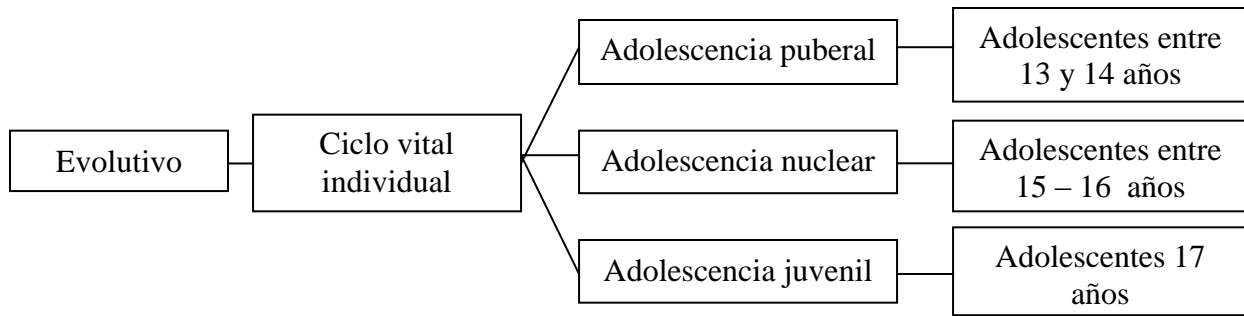 Evolutivo
Ciclo vital
individual
Adolescencia puberal
Adolescentes entre
13 y 14 años
Adolescencia nuclear
Adolescentes entre
15 – 16 años
Adolescencia juvenil
Adolescentes 17
años